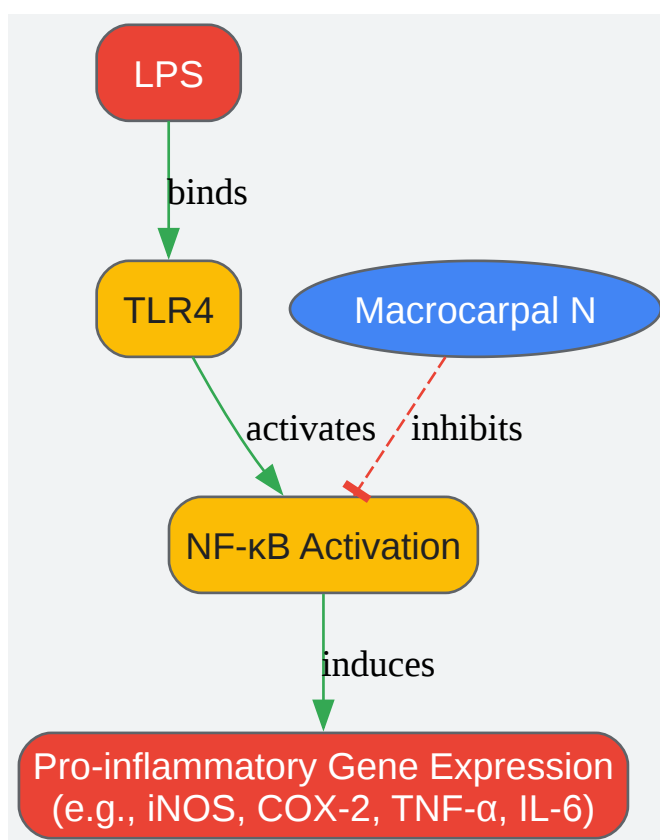 LPS
binds
TLR4
Macrocarpal N
activates
inhibits
NF-κB Activation
induces
Pro-inflammatory Gene Expression
(e.g., iNOS, COX-2, TNF-α, IL-6)